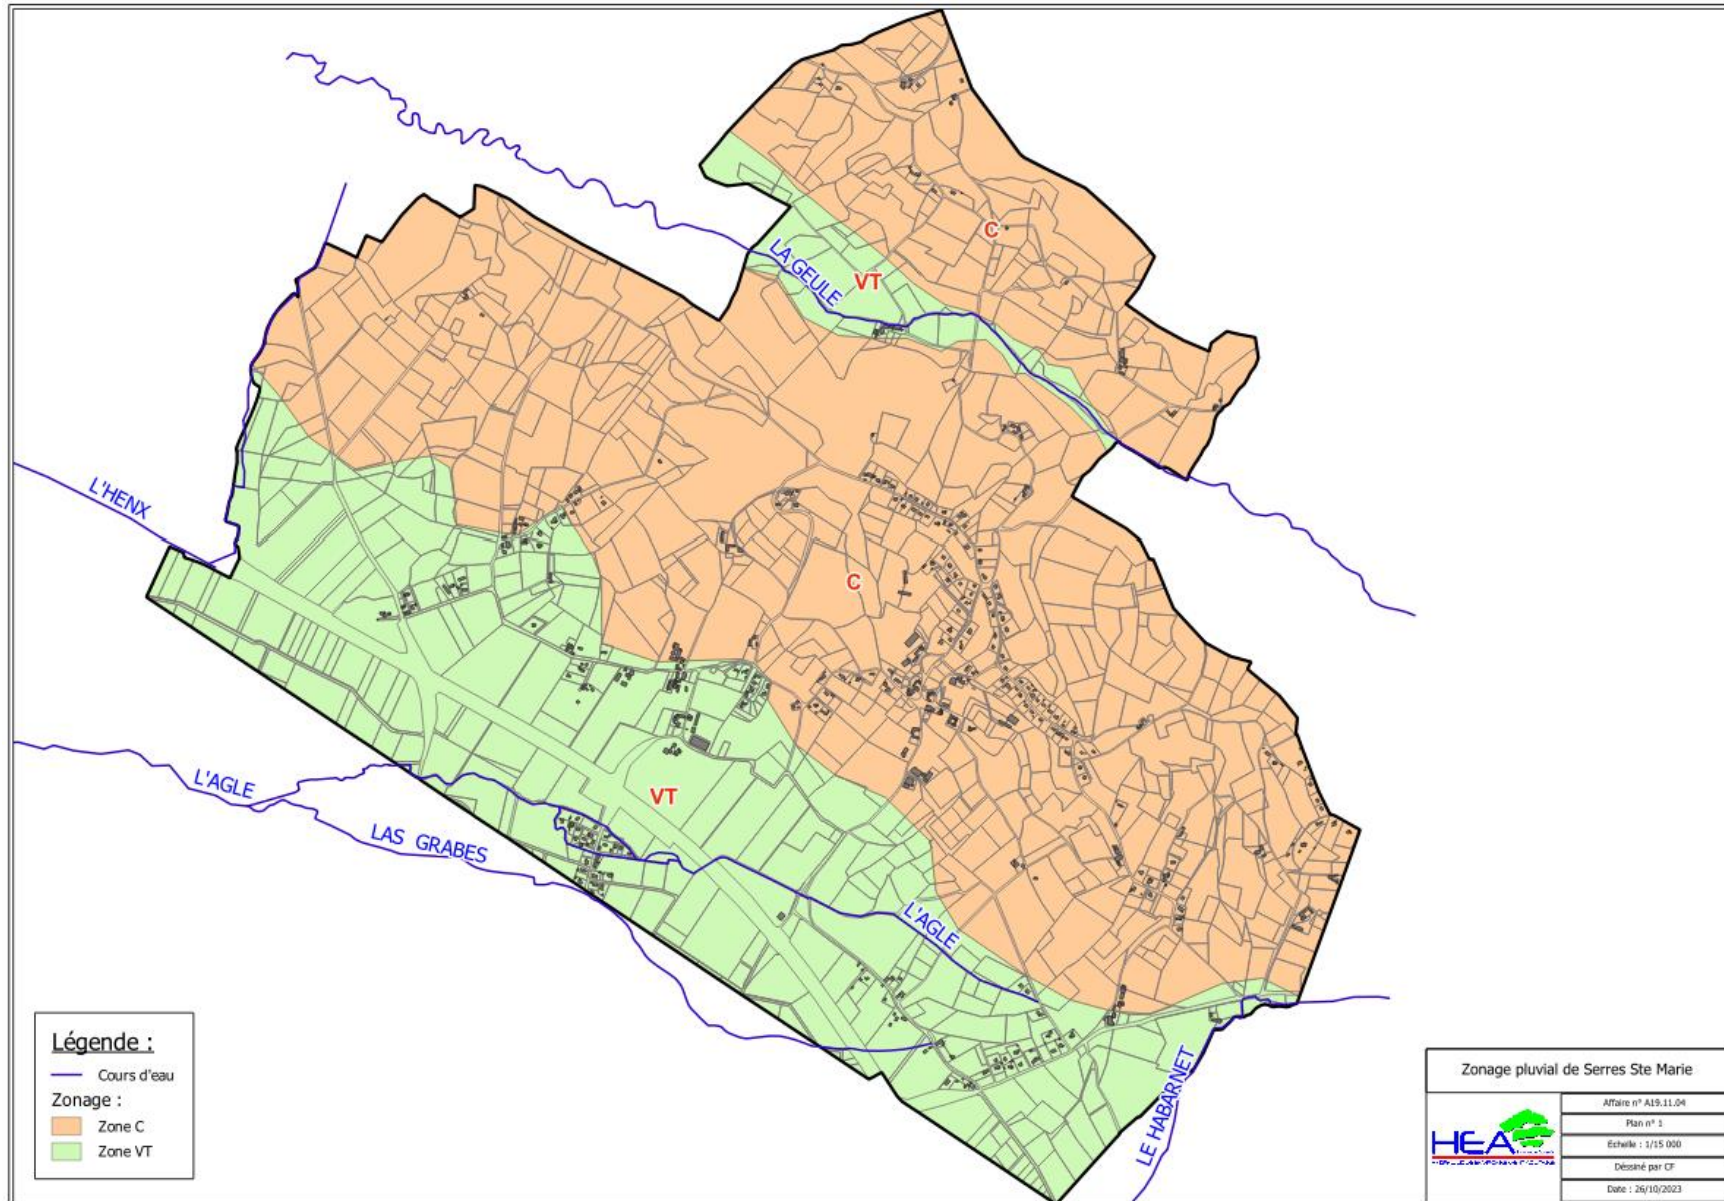 C
LA GEULE
VT
L'HENX
C
L'AGLE
VT
LAS GRABES
L'AGLE
LE HABARNET
Légende :
Cours d'eau
Zonage :
Zone C
Zone VT
Zonage pluvial de Serres Ste Marie
HEA
Affaire n° A19.11.04
Plan n° 1
Echelle : 1/15 000
Déssiné par CF
Date : 26/10/2023